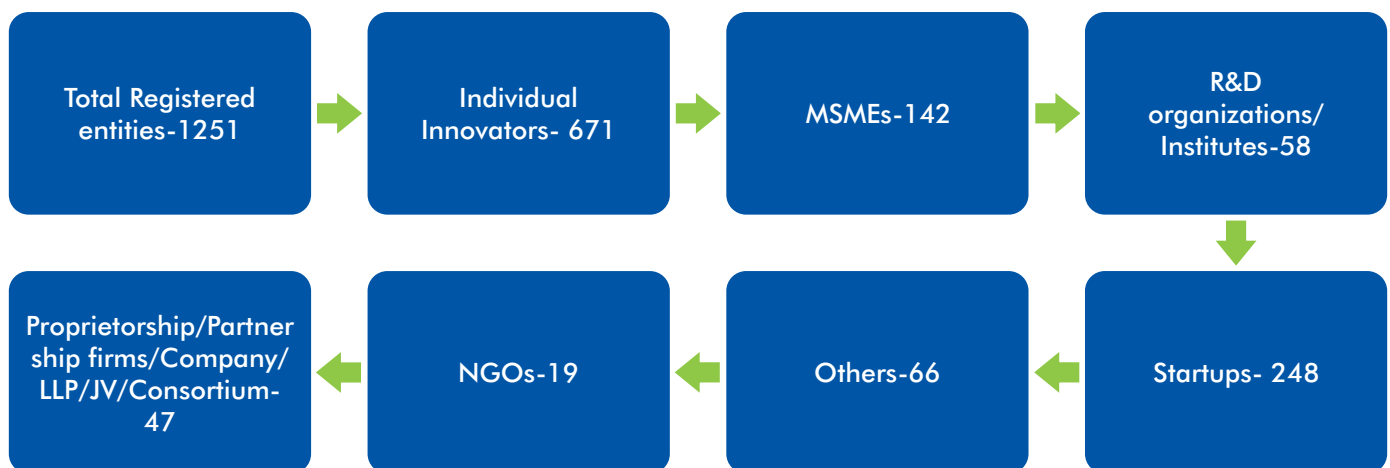 Total Registered
entities-1251
Individual
Innovators- 671
MSMEs-142
R&D
organizations/
Institutes-58
Startups- 248
Others-66
NGOs-19
Proprietorship/Partner
ship firms/Company/
LLP/JV/Consortium-
47